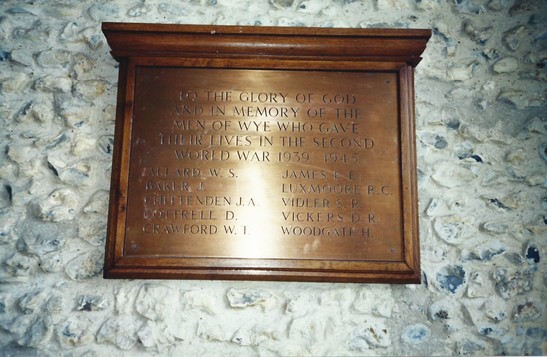 TO THE GLORY OF GOD
AND IN MEMORY OF THE
MEN OF WYE WHO GAVE
THEIR LIVES IN THE SECOND
WORLD WAR 1939-1945
ALLARD, W. S. JAMES
BAKER, J. LUXMOORE R.C.
CHITTENDEN J. A. VIDLER S. R.
COTTRELL D. VICKERS D. R.
CRAWFORD W. T. WOODGATE H.